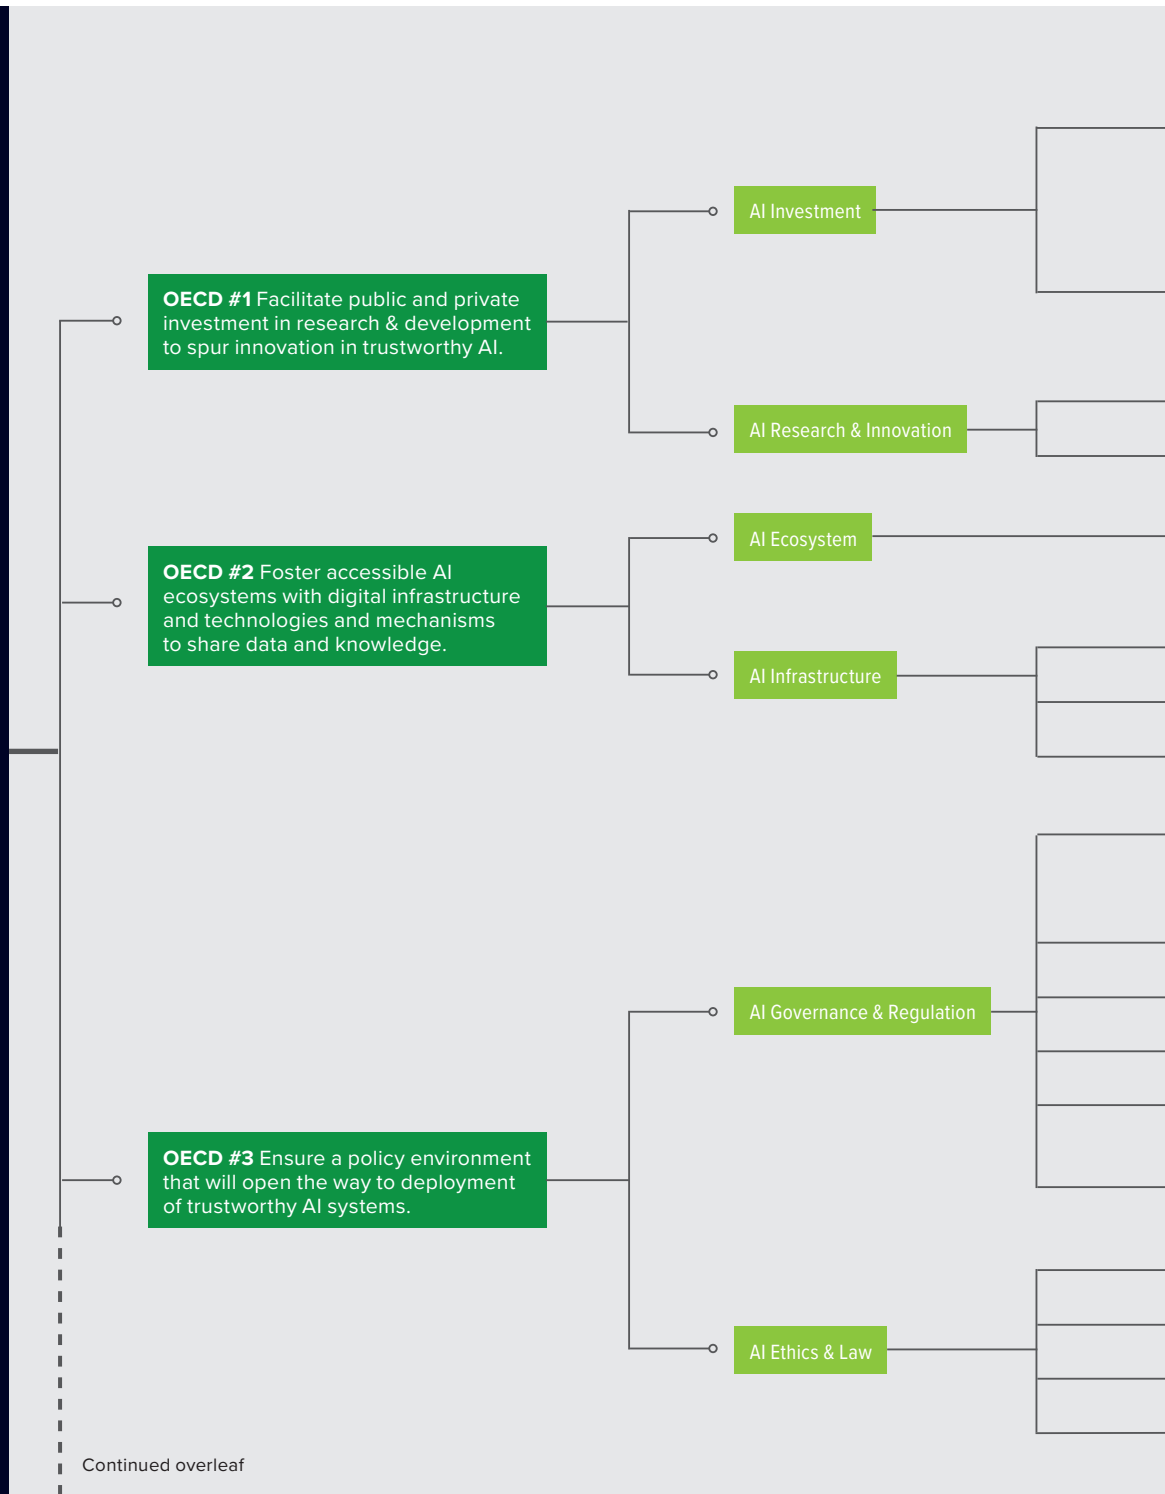 AI Investment
OECD #1 Facilitate public and private
investment in research & development
to spur innovation in trustworthy AI.
AI Research & Innovation
AI Ecosystem
OECD #2 Foster accessible AI
ecosystems with digital infrastructure
and technologies and mechanisms
to share data and knowledge.
AI Infrastructure
AI Governance & Regulation
OECD #3 Ensure a policy environment
that will open the way to deployment
of trustworthy AI systems.
AI Ethics & Law
Continued overleaf